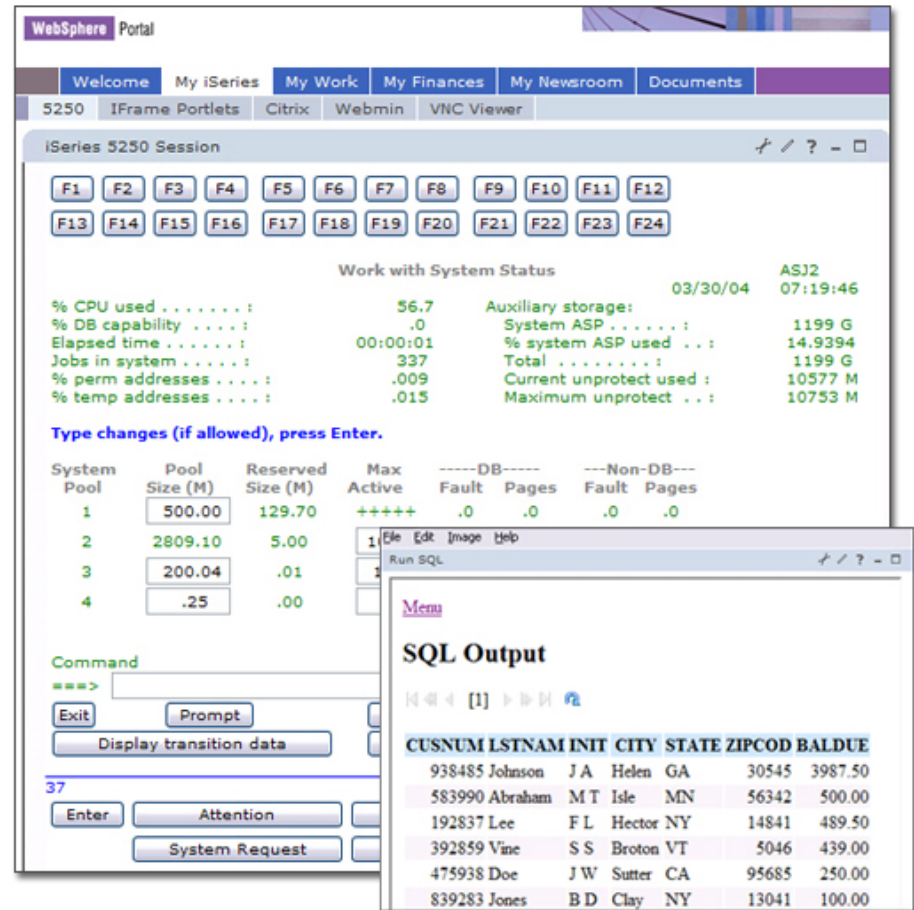 WebSphere Portal
Welcome My iSeries My Work My Finances My Newsroom Documents
5250 IFrame Portlets Citrix Webmin VNC Viewer
iSeries 5250 Session ? –
F1 F2 F3 F4 F5 F6 F7 F8 F9 F10 F11 F12
F13 F14 F15 F16 F17 F18 F19 F20 F21 F22 F23 F24
Work with System Status ASJ2
03/30/04 07:19:46
% CPU used . . . . . . . : 56.7 Auxiliary storage:
% DB capability . . . . : .0 System ASP . . . . . . : 1199 G
Elapsed time . . . . . . : 00:00:01 % system ASP used . . : 14.9394
Jobs in system . . . . . : 337 Total . . . . . . . . : 1199 G
% perm addresses . . . . : .009 Current unprotect used : 10577 M
% temp addresses . . . . : .015 Maximum unprotect . . : 10753 M
Type changes (if allowed), press Enter.
System Pool Reserved Max -----DB----- ---Non-DB---
Pool Size (M) Size (M) Active Fault Pages Fault Pages
1 500.00 129.70 +++++ .0 .0 .0 .0
2 2809.10 5.00
3 200.04 .01
4 .25 .00
Command
===>
Exit Prompt
Display transition data
37
Enter Attention
System Request
File Edit Image Help
Run SQL ? –
Menu
SQL Output
[1]
CUSNUM LSTNAM INIT CITY STATE ZIPCOD BALDUE
938485 Johnson J A Helen GA 30545 3987.50
583990 Abraham M T Isle MN 56342 500.00
192837 Lee F L Hector NY 14841 489.50
392859 Vine S S Broton VT 5046 439.00
475938 Doe J W Sutter CA 95685 250.00
839283 Jones B D Clay NY 13041 100.00